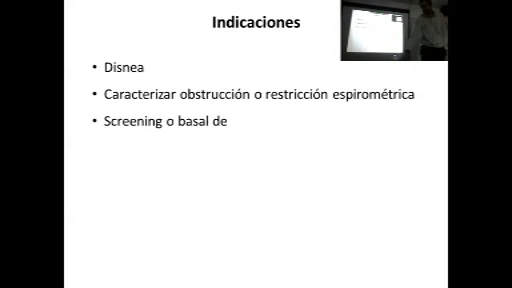 Indicaciones
• Disnea
• Caracterizar obstrucción o restricción espirométrica
• Screening o basal de